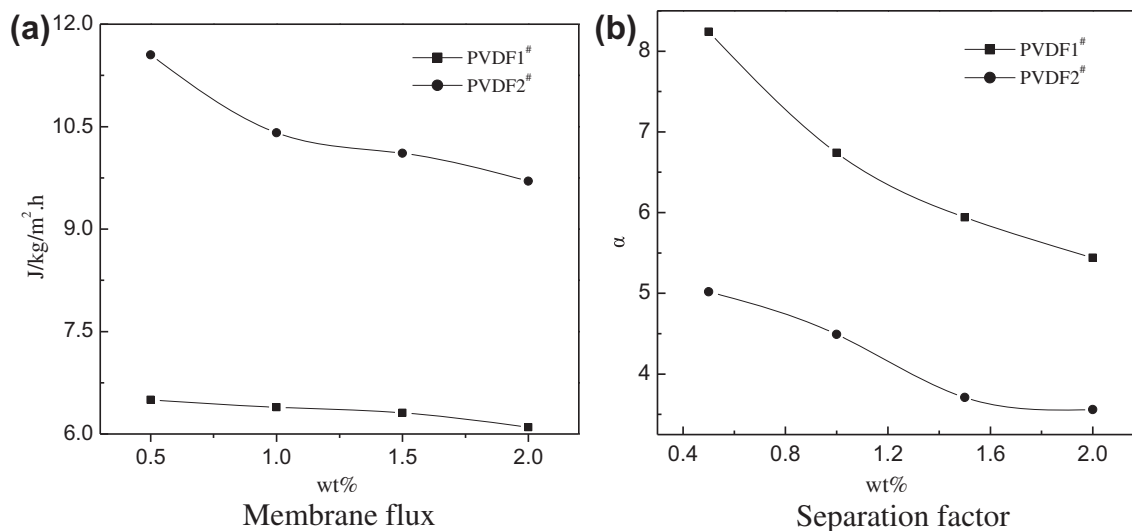 (a)
12.0
10.5
9.0
7.5
6.0
J/kg/m².h
PVDF1#
PVDF2#
0.5 1.0 1.5 2.0
wt%
Membrane flux
(b)
8
7
6
5
4
α
PVDF1#
PVDF2#
0.4 0.8 1.2 1.6 2.0
wt%
Separation factor